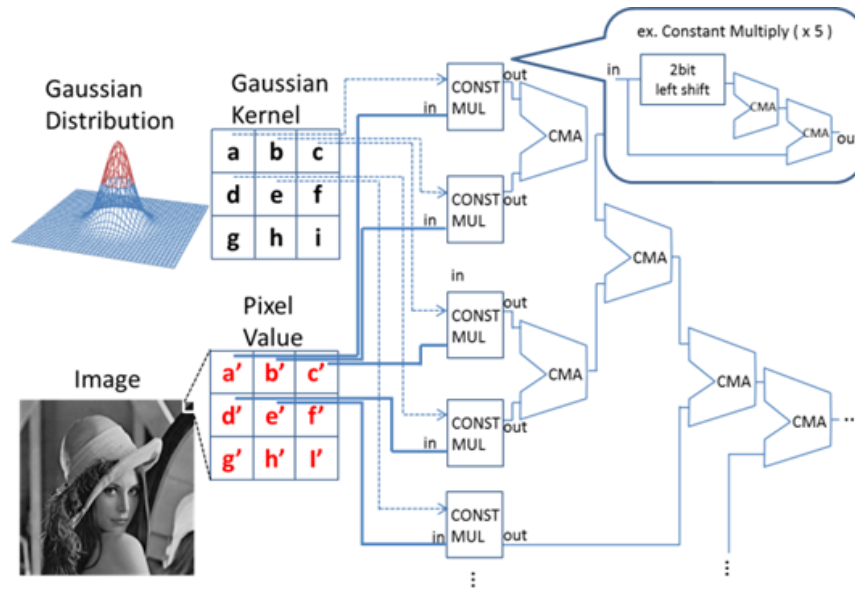 ex. Constant Multiply ( x 5 )
in
2bit
left shift
CMA
CMA
out
Gaussian
Distribution
Gaussian
Kernel
a b c
d e f
g h i
CONST
MUL
in
out
CMA
CONST
MUL
in
out
CMA
in
CONST
MUL
out
CMA
CONST
MUL
in
out
CMA
CMA
...
CONST
MUL
in
out
...
Pixel
Value
a’ b’ c’
d’ e’ f’
g’ h’ I’
Image